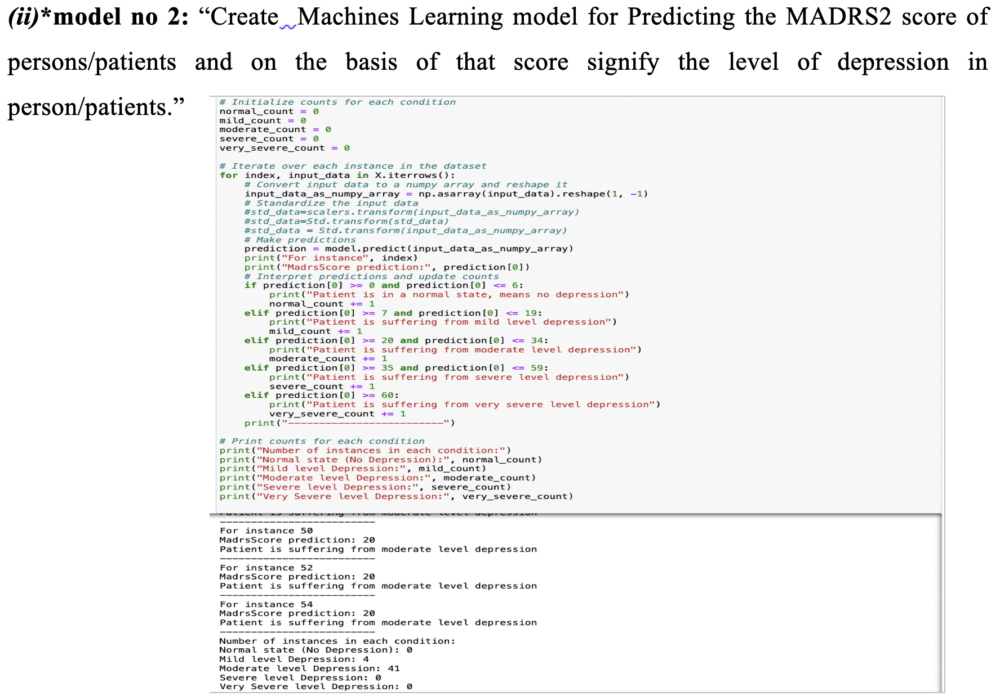 (ii)*model no 2: “Create Machines Learning model for Predicting the MADRS2 score of
persons/patients and on the basis of that score signify the level of depression in
person/patients.”
# Initialize counts for each condition
normal_count = 0
mild_count = 0
moderate_count = 0
severe_count = 0
very_severe_count = 0
# Iterate over each instance in the dataset
for index, input_data in X.iterrows():
    # Convert input data to a numpy array and reshape it
    input_data_as_numpy_array = np.asarray(input_data).reshape(1, -1)
    # Standardize the input data
    #std_data=scalers.transform(input_data_as_numpy_array)
    #std_data=Std.transform(std_data)
    #std_data = Std.transform(input_data_as_numpy_array)
    # Make predictions
    prediction = model.predict(input_data_as_numpy_array)
    print("For instance", index)
    print("MadrsScore prediction:", prediction[0])
    # Interpret predictions and update counts
    if prediction[0] >= 0 and prediction[0] <= 6:
        print("Patient is in a normal state, means no depression")
        normal_count += 1
    elif prediction[0] >= 7 and prediction[0] <= 19:
        print("Patient is suffering from mild level depression")
        mild_count += 1
    elif prediction[0] >= 20 and prediction[0] <= 34:
        print("Patient is suffering from moderate level depression")
        moderate_count += 1
    elif prediction[0] >= 35 and prediction[0] <= 59:
        print("Patient is suffering from severe level depression")
        severe_count += 1
    elif prediction[0] >= 60:
        print("Patient is suffering from very severe level depression")
        very_severe_count += 1
    print("-------------------------")
# Print counts for each condition
print("Number of instances in each condition:")
print("Normal state (No Depression):", normal_count)
print("Mild level Depression:", mild_count)
print("Moderate level Depression:", moderate_count)
print("Severe level Depression:", severe_count)
print("Very Severe level Depression:", very_severe_count)
Patient is suffering from moderate level depression
-------------------------
For instance 50
MadrsScore prediction: 20
Patient is suffering from moderate level depression
-------------------------
For instance 52
MadrsScore prediction: 20
Patient is suffering from moderate level depression
-------------------------
For instance 54
MadrsScore prediction: 20
Patient is suffering from moderate level depression
-------------------------
Number of instances in each condition:
Normal state (No Depression): 0
Mild level Depression: 4
Moderate level Depression: 41
Severe level Depression: 0
Very Severe level Depression: 0